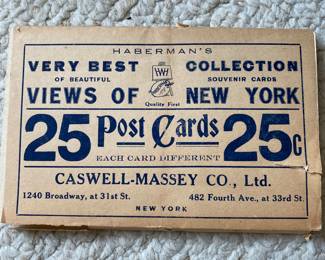 HABERMAN'S
VERY BEST COLLECTION
OF BEAUTIFUL SOUVENIR CARDS
VIEWS OF NEW YORK
Quality First
25 Post Cards 25c
EACH CARD DIFFERENT
CASWELL-MASSEY CO., Ltd.
1240 Broadway, at 31st St. 482 Fourth Ave., at 33rd St.
NEW YORK